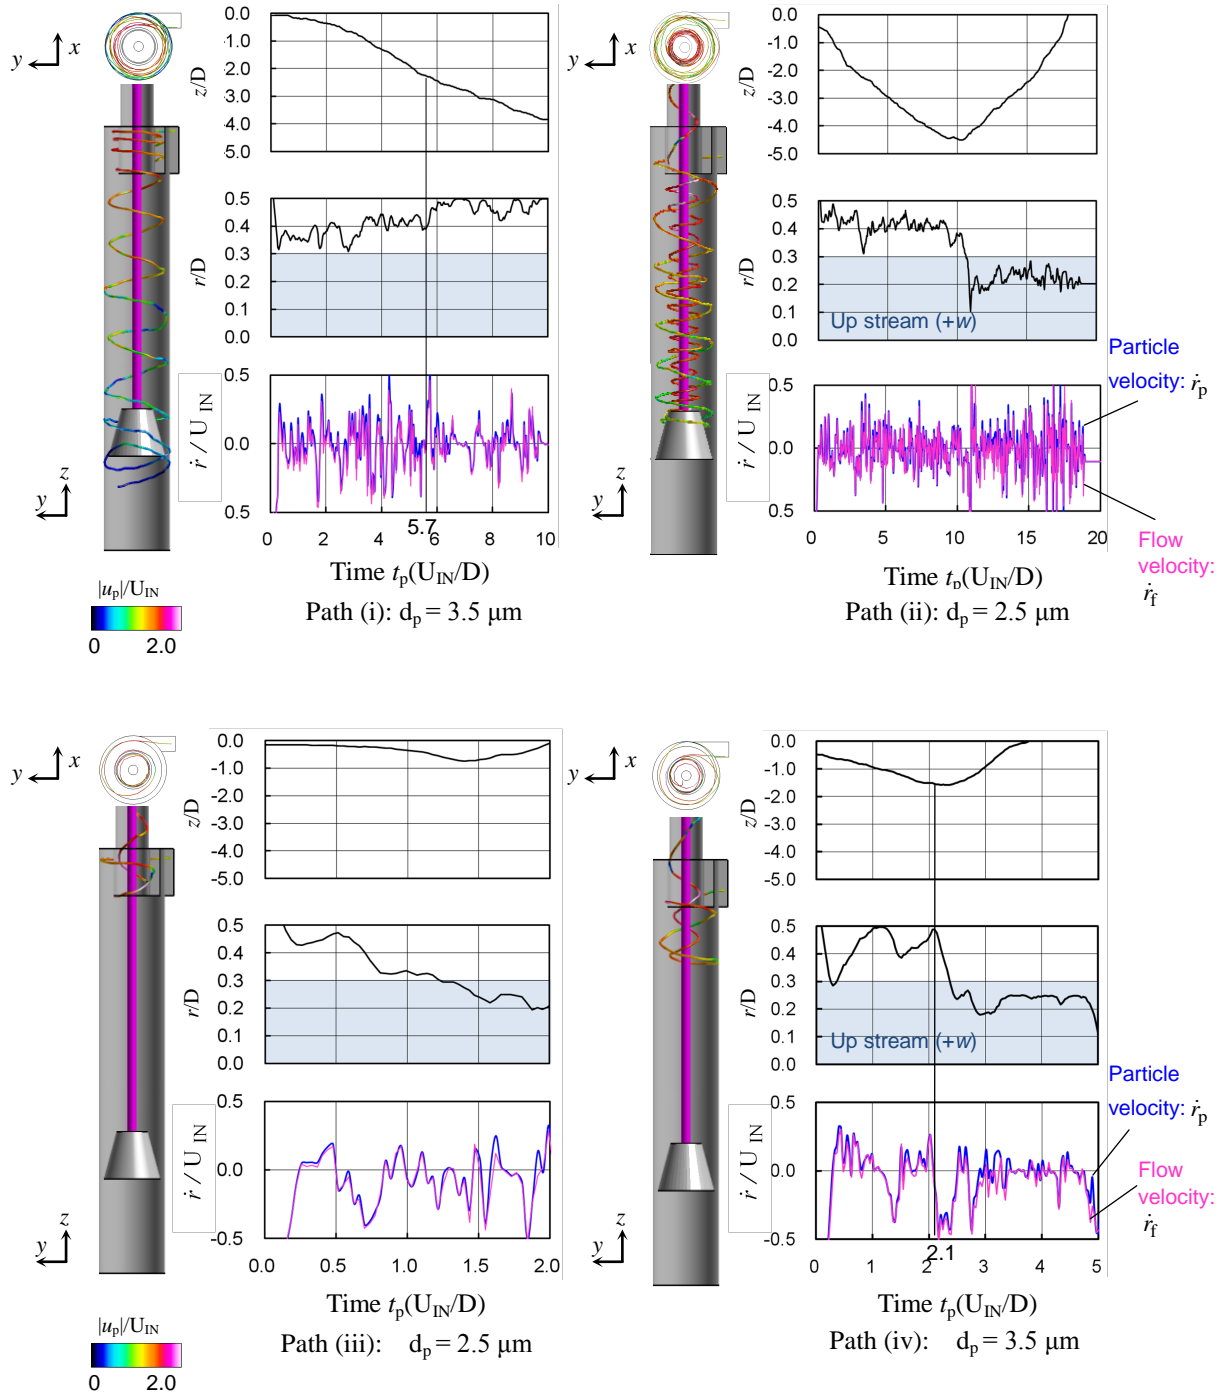 y x
z/D
0.0
-1.0
-2.0
-3.0
-4.0
5.0
r/D
0.5
0.4
0.3
0.2
0.1
0.0
ṙ / U IN
0.5
0.0
0.5
5.7
0 2 4 6 8 10
z
y
Time tp(UIN/D)
Path (i): dp = 3.5 μm
|up|/UIN
0 2.0
y x
z/D
0.0
-1.0
-2.0
-3.0
-4.0
-5.0
r/D
0.5
0.4
0.3
0.2
0.1
0.0
Up stream (+w)
ṙ / U IN
0.5
0.0
0.5
0 5 10 15 20
z
y
Time tp(UIN/D)
Path (ii): dp = 2.5 μm
Particle
velocity: ṙp
Flow
velocity:
ṙf
y x
z/D
0.0
-1.0
-2.0
-3.0
-4.0
-5.0
r/D
0.5
0.4
0.3
0.2
0.1
0.0
ṙ / U IN
0.5
0.0
-0.5
0.0 0.5 1.0 1.5 2.0
z
y
Time tp(UIN/D)
Path (iii): dp = 2.5 μm
|up|/UIN
0 2.0
y x
z/D
0.0
-1.0
-2.0
-3.0
-4.0
-5.0
r/D
0.5
0.4
0.3
0.2
0.1
0.0
Up stream (+w)
ṙ / U IN
0.5
0.0
-0.5
2.1
0 1 2 3 4 5
z
y
Time tp(UIN/D)
Path (iv): dp = 3.5 μm
Particle
velocity: ṙp
Flow
velocity:
ṙf